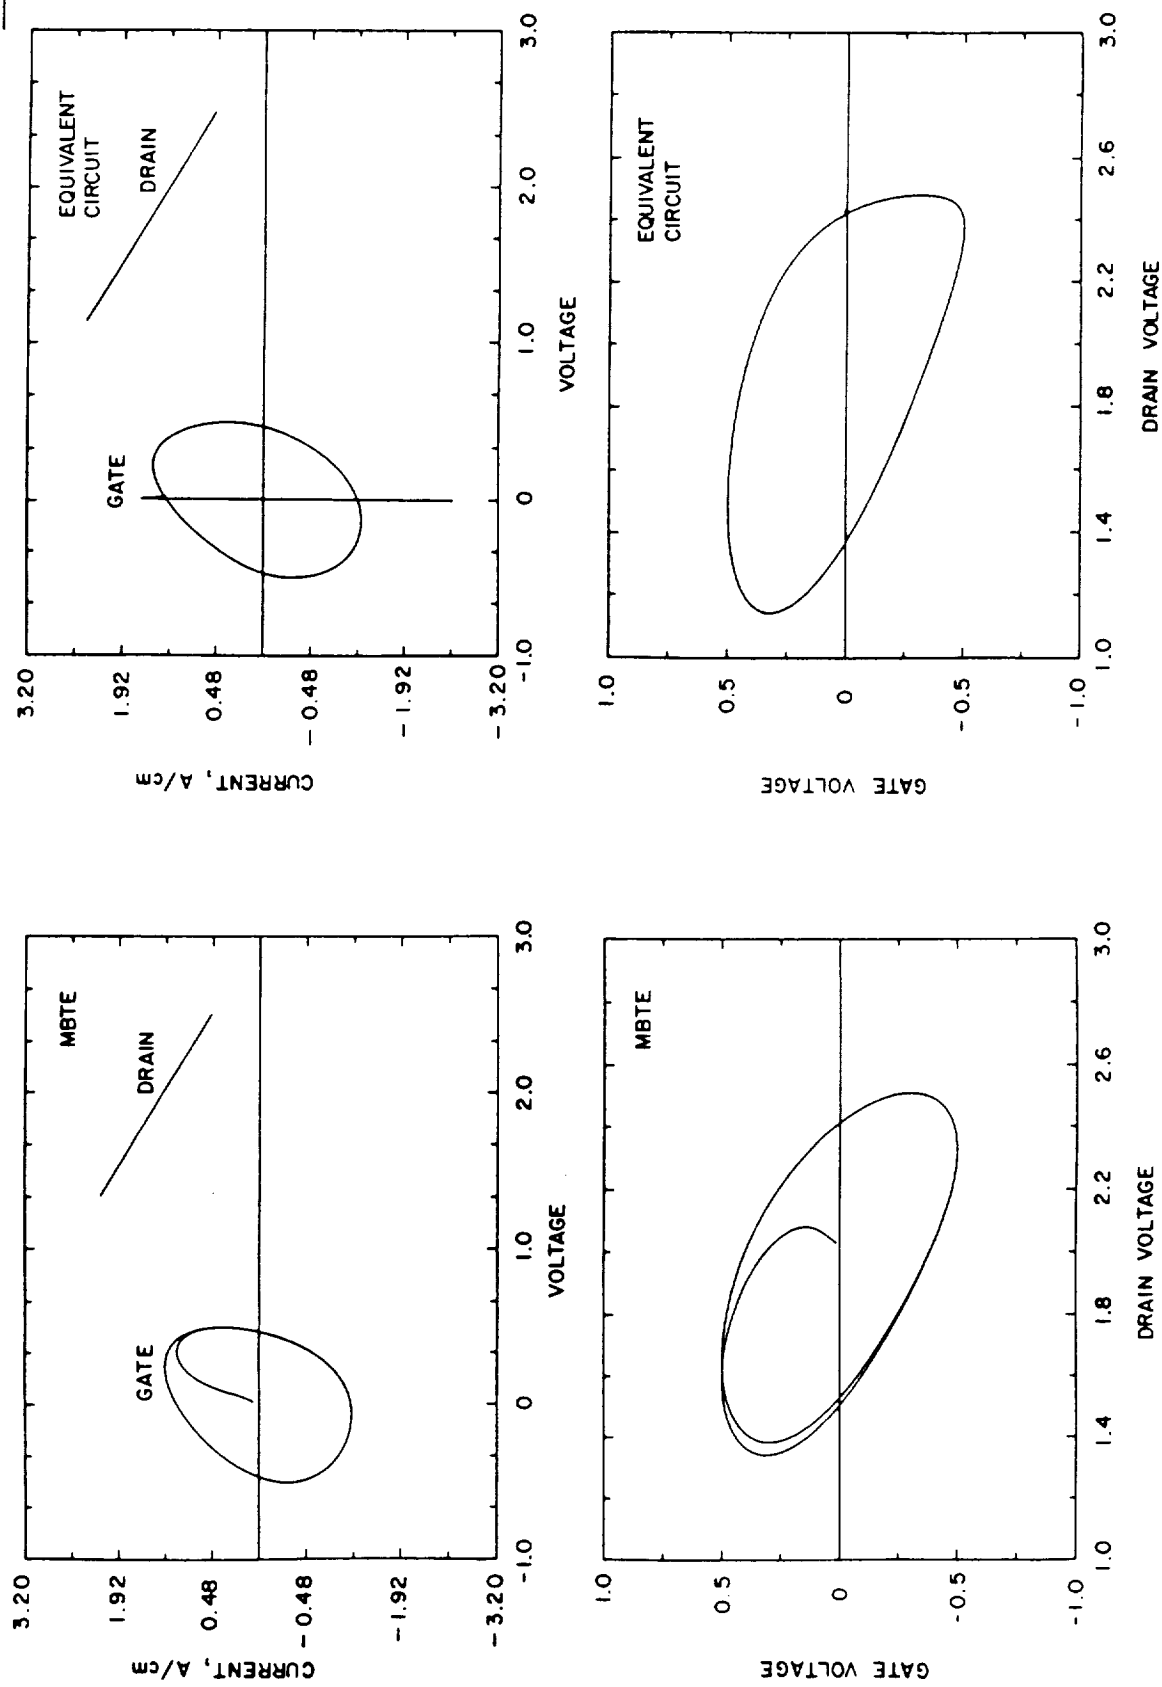 MBTE
GATE
DRAIN
3.20
1.92
0.48
-0.48
-1.92
-3.20
CURRENT, A/cm
-1.0
0
1.0
2.0
3.0
VOLTAGE
EQUIVALENT
CIRCUIT
GATE
DRAIN
3.20
1.92
0.48
-0.48
-1.92
-3.20
CURRENT, A/cm
-1.0
0
1.0
2.0
3.0
VOLTAGE
MBTE
1.0
0.5
0
-0.5
-1.0
GATE VOLTAGE
1.0
1.4
1.8
2.2
2.6
3.0
DRAIN VOLTAGE
EQUIVALENT
CIRCUIT
1.0
0.5
0
-0.5
-1.0
GATE VOLTAGE
1.0
1.4
1.8
2.2
2.6
3.0
DRAIN VOLTAGE